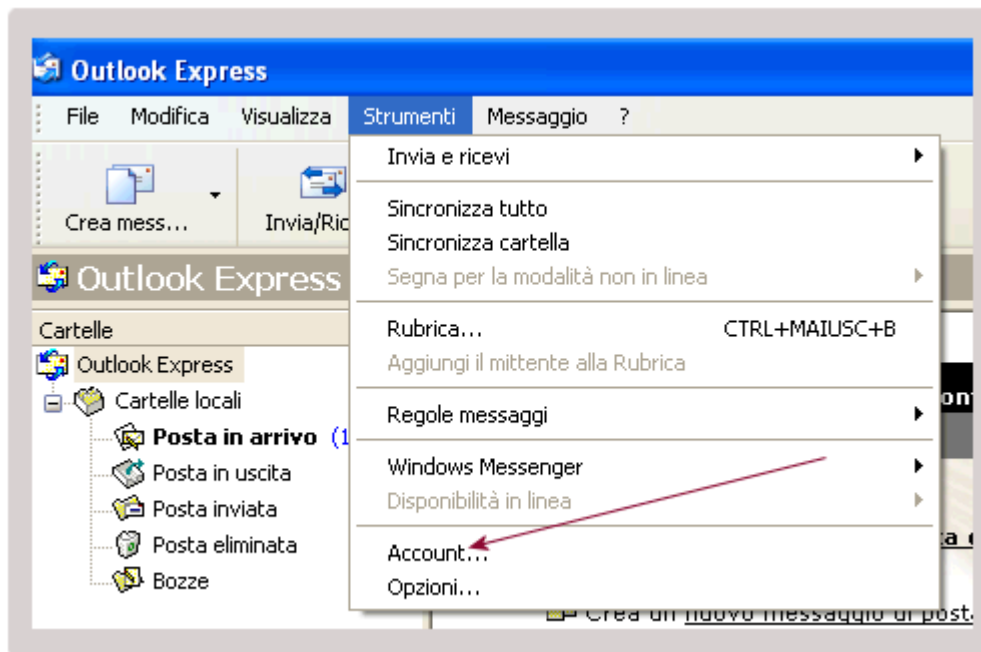 Outlook Express
File Modifica Visualizza Strumenti Messaggio ?
Crea mess... Invia/Ric
Outlook Express
Cartelle
Outlook Express
Cartelle locali
Posta in arrivo (1
Posta in uscita
Posta inviata
Posta eliminata
Bozze
Invia e ricevi
Sincronizza tutto
Sincronizza cartella
Segna per la modalità non in linea
Rubrica... CTRL+MAIUSC+B
Aggiungi il mittente alla Rubrica
Regole messaggi
Windows Messenger
Disponibilità in linea
Account...
Opzioni...
Crea un nuovo messaggio di posta